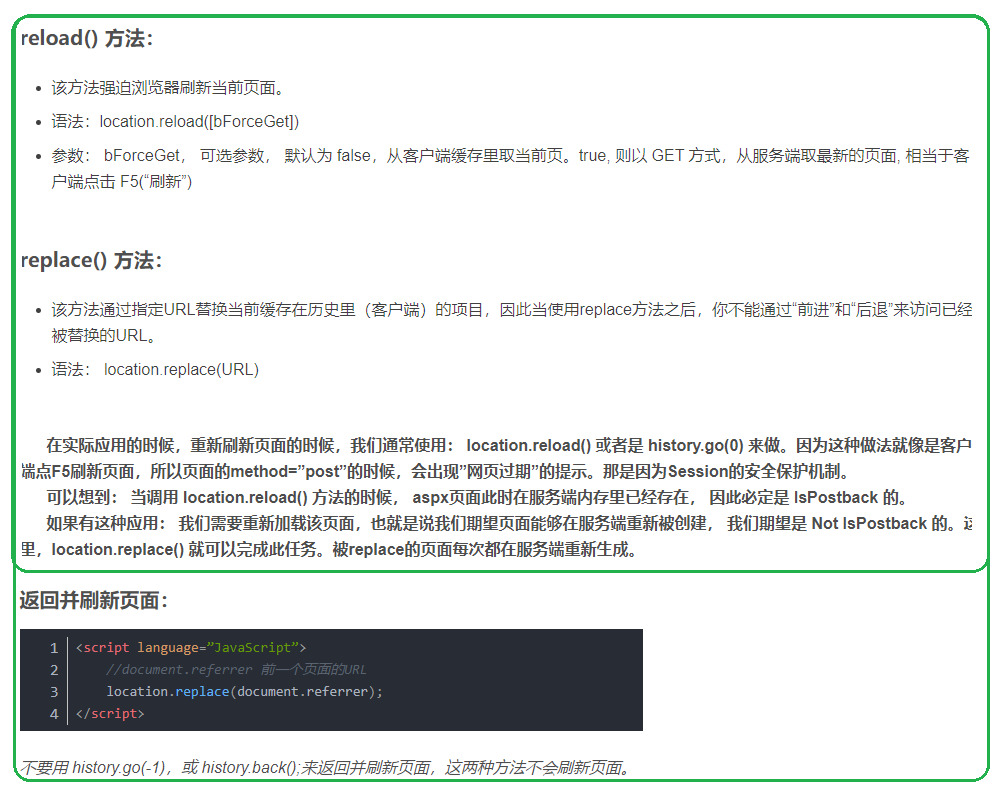 reload() 方法：
• 该方法强迫浏览器刷新当前页面。
• 语法：location.reload([bForceGet])
• 参数： bForceGet， 可选参数， 默认为 false，从客户端缓存里取当前页。true, 则以 GET 方式，从服务端取最新的页面, 相当于客
户端点击 F5(“刷新”)
replace() 方法：
• 该方法通过指定URL替换当前缓存在历史里（客户端）的项目，因此当使用replace方法之后，你不能通过“前进”和“后退”来访问已经
被替换的URL。
• 语法： location.replace(URL)
在实际应用的时候，重新刷新页面的时候，我们通常使用： location.reload() 或者是 history.go(0) 来做。因为这种做法就像是客户
端点F5刷新页面，所以页面的method=”post”的时候，会出现”网页过期”的提示。那是因为Session的安全保护机制。
可以想到： 当调用 location.reload() 方法的时候， aspx页面此时在服务端内存里已经存在， 因此必定是 IsPostback 的。
如果有这种应用： 我们需要重新加载该页面，也就是说我们期望页面能够在服务端重新被创建， 我们期望是 Not IsPostback 的。这
里，location.replace() 就可以完成此任务。被replace的页面每次都在服务端重新生成。
返回并刷新页面：
1 <script language=”JavaScript”>
2 //document.referrer 前一个页面的URL
3 location.replace(document.referrer);
4 </script>
不要用 history.go(-1)，或 history.back();来返回并刷新页面，这两种方法不会刷新页面。